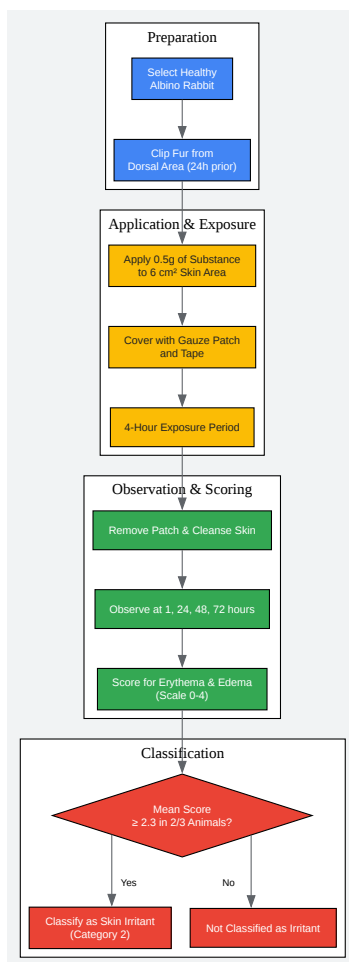 Preparation
Select Healthy
Albino Rabbit
Clip Fur from
Dorsal Area (24h prior)
Application & Exposure
Apply 0.5g of Substance
to 6 cm² Skin Area
Cover with Gauze Patch
and Tape
4-Hour Exposure Period
Observation & Scoring
Remove Patch & Cleanse Skin
Observe at 1, 24, 48, 72 hours
Score for Erythema & Edema
(Scale 0-4)
Classification
Mean Score
≥ 2.3 in 2/3 Animals?
Yes
No
Classify as Skin Irritant
(Category 2)
Not Classified as Irritant